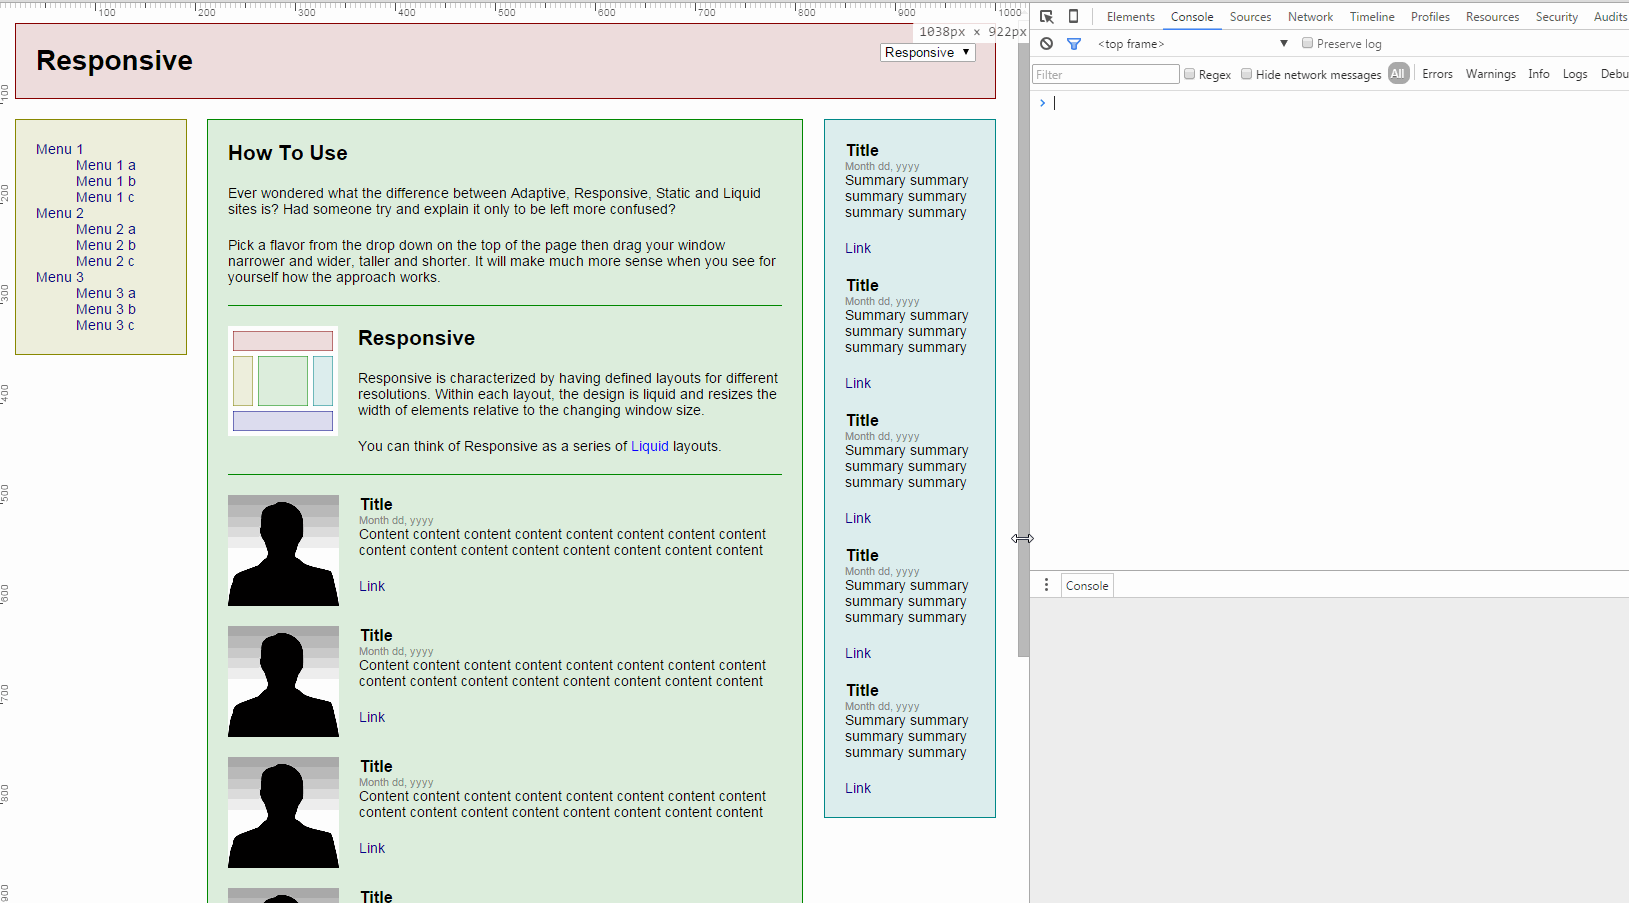 100 200 300 400 500 600 700 800 900 1000
1038px × 922px
Responsive
Responsive ▼
100
200
300
400
500
600
700
800
900
Menu 1
Menu 1 a
Menu 1 b
Menu 1 c
Menu 2
Menu 2 a
Menu 2 b
Menu 2 c
Menu 3
Menu 3 a
Menu 3 b
Menu 3 c
How To Use
Ever wondered what the difference between Adaptive, Responsive, Static and Liquid
sites is? Had someone try and explain it only to be left more confused?
Pick a flavor from the drop down on the top of the page then drag your window
narrower and wider, taller and shorter. It will make much more sense when you see for
yourself how the approach works.
Responsive
Responsive is characterized by having defined layouts for different
resolutions. Within each layout, the design is liquid and resizes the
width of elements relative to the changing window size.
You can think of Responsive as a series of Liquid layouts.
Title
Month dd, yyyy
Content content content content content content content content
content content content content content content content content
Link
Title
Month dd, yyyy
Content content content content content content content content
content content content content content content content content
Link
Title
Month dd, yyyy
Content content content content content content content content
content content content content content content content content
Link
Title
Title
Month dd, yyyy
Summary summary
summary summary
summary summary
Link
Title
Month dd, yyyy
Summary summary
summary summary
summary summary
Link
Title
Month dd, yyyy
Summary summary
summary summary
summary summary
Link
Title
Month dd, yyyy
Summary summary
summary summary
summary summary
Link
Title
Month dd, yyyy
Summary summary
summary summary
summary summary
Link
Elements Console Sources Network Timeline Profiles Resources Security Audits
<top frame> ▼ Preserve log
Filter Regex Hide network messages All Errors Warnings Info Logs Debu
>
Console